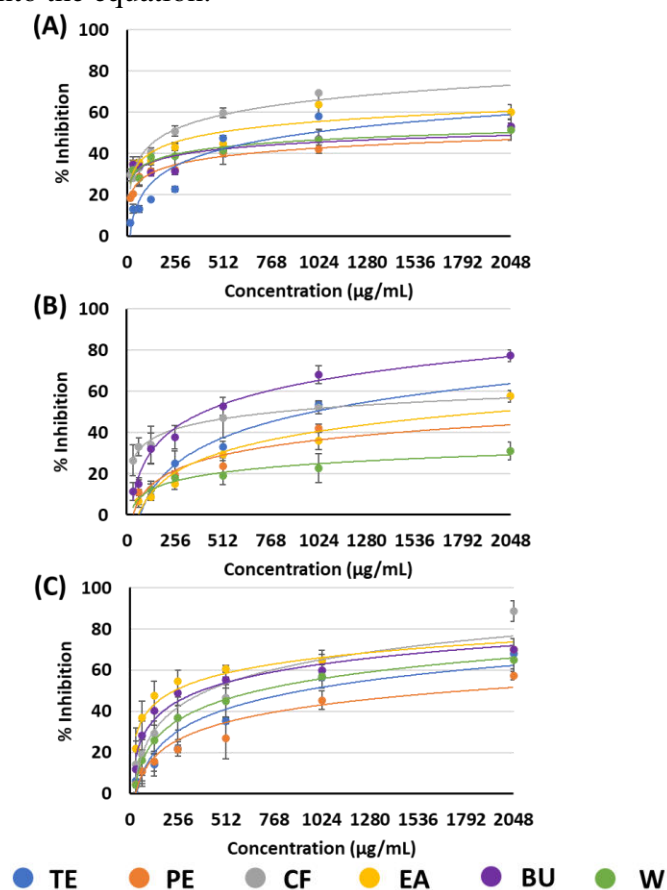 into the equation.
(A)
100
80
60
40
20
0
% Inhibition
0 256 512 768 1024 1280 1536 1792 2048
Concentration (µg/mL)
(B)
100
80
60
40
20
0
% Inhibition
0 256 512 768 1024 1280 1536 1792 2048
Concentration (µg/mL)
(C)
100
80
60
40
20
0
% Inhibition
0 256 512 768 1024 1280 1536 1792 2048
Concentration (µg/mL)
TE PE CF EA BU W